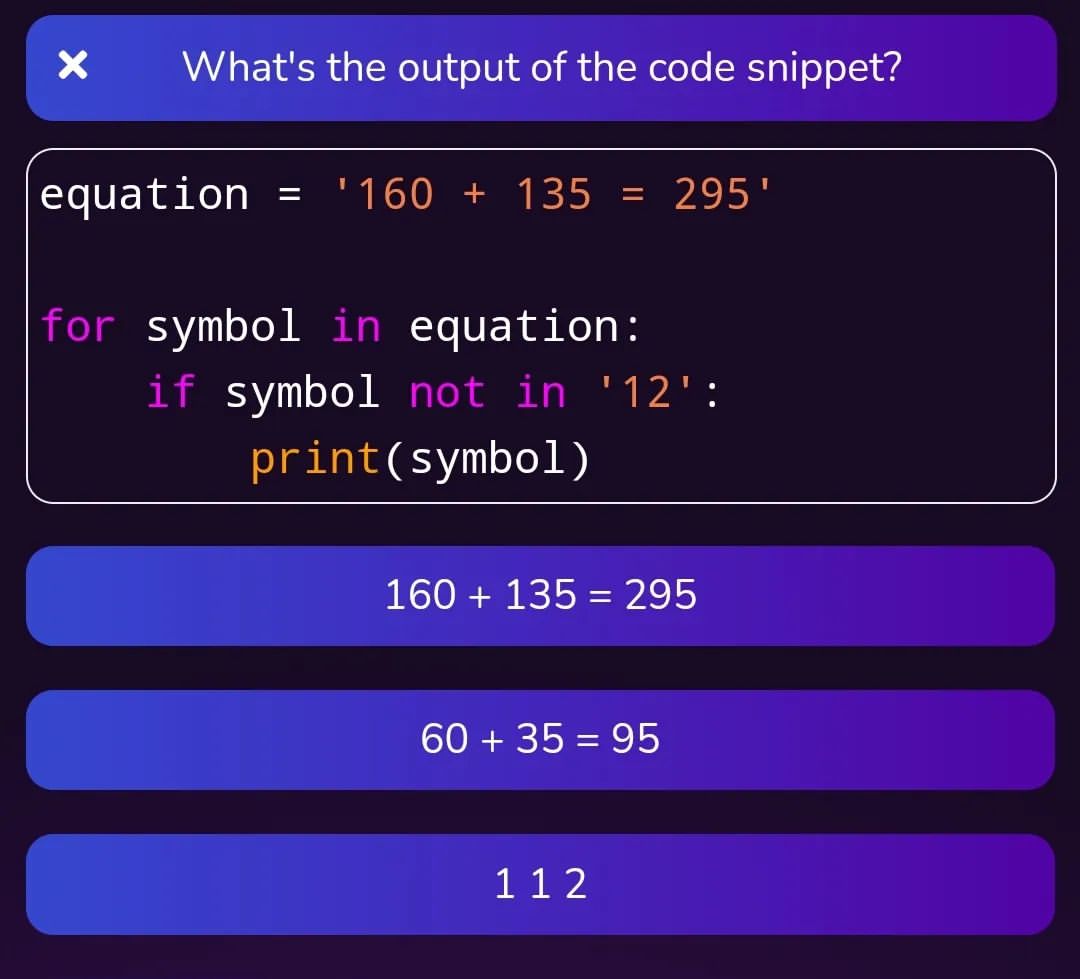 What's the output of the code snippet?
equation = '160 + 135 = 295'
for symbol in equation:
    if symbol not in '12':
        print(symbol)
160 + 135 = 295
60 + 35 = 95
1 1 2